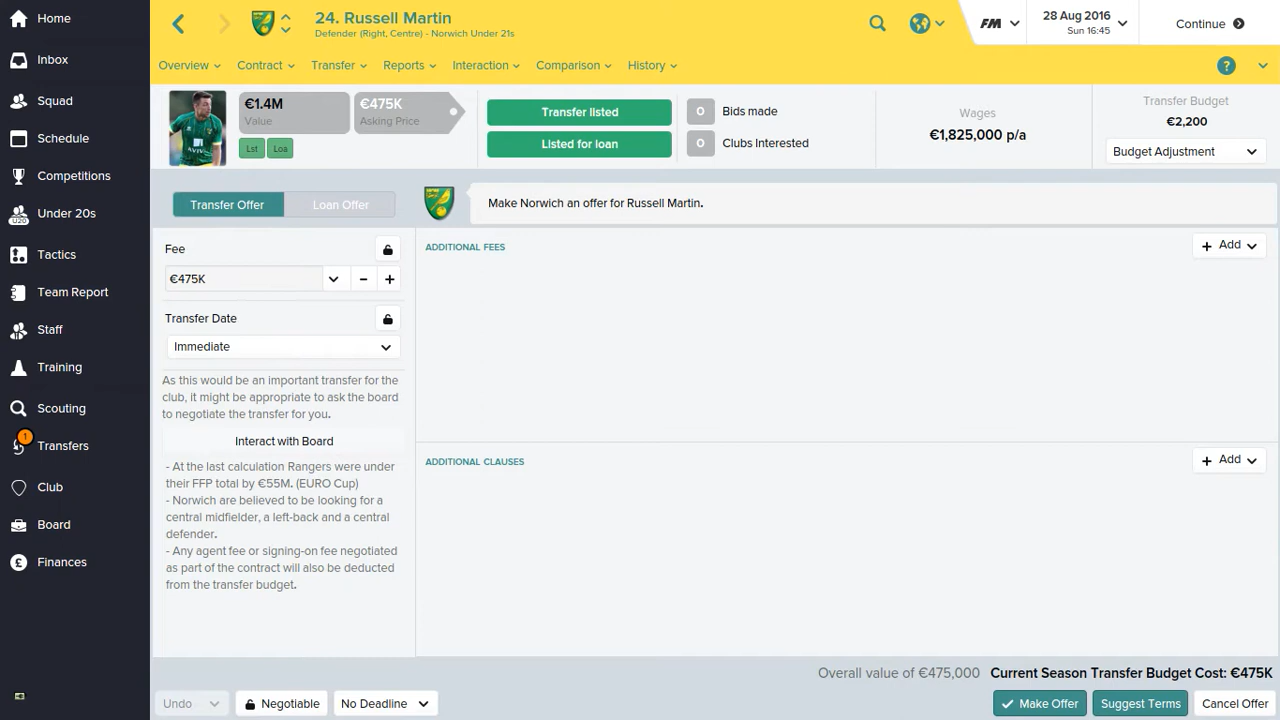 Home
Inbox
Squad
Schedule
Competitions
U20
Under 20s
Tactics
Team Report
Staff
Training
Scouting
1
Transfers
Club
Board
Finances
24. Russell Martin
Defender (Right, Centre) - Norwich Under 21s
FM
28 Aug 2016
Sun 16:45
Continue
Overview
Contract
Transfer
Reports
Interaction
Comparison
History
?
€1.4M
Value
€475K
Asking Price
Lst
Loa
Transfer listed
Listed for loan
0 Bids made
0 Clubs Interested
Wages
€1,825,000 p/a
Transfer Budget
€2,200
Budget Adjustment
Transfer Offer
Loan Offer
Make Norwich an offer for Russell Martin.
Fee
€475K
Transfer Date
Immediate
As this would be an important transfer for the
club, it might be appropriate to ask the board
to negotiate the transfer for you.
Interact with Board
- At the last calculation Rangers were under
their FFP total by €55M. (EURO Cup)
- Norwich are believed to be looking for a
central midfielder, a left-back and a central
defender.
- Any agent fee or signing-on fee negotiated
as part of the contract will also be deducted
from the transfer budget.
ADDITIONAL FEES
+ Add
ADDITIONAL CLAUSES
+ Add
Overall value of €475,000
Current Season Transfer Budget Cost: €475K
Undo
Negotiable
No Deadline
Make Offer
Suggest Terms
Cancel Offer